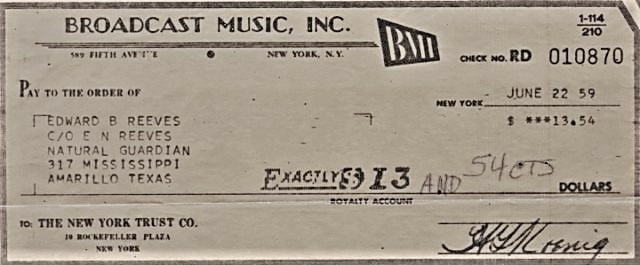 BROADCAST MUSIC, INC.
589 FIFTH AVENUE NEW YORK, N.Y.
BMI
1-114
210
CHECK NO. RD 010870
PAY TO THE ORDER OF
NEW YORK JUNE 22 59
EDWARD B REEVES
$ ***13.54
C/O E N REEVES
NATURAL GUARDIAN
317 MISSISSIPPI
AMARILLO TEXAS
EXACTLY $13 AND 54 CTS DOLLARS
ROYALTY ACCOUNT
TO: THE NEW YORK TRUST CO.
10 ROCKEFELLER PLAZA
NEW YORK
Koenig